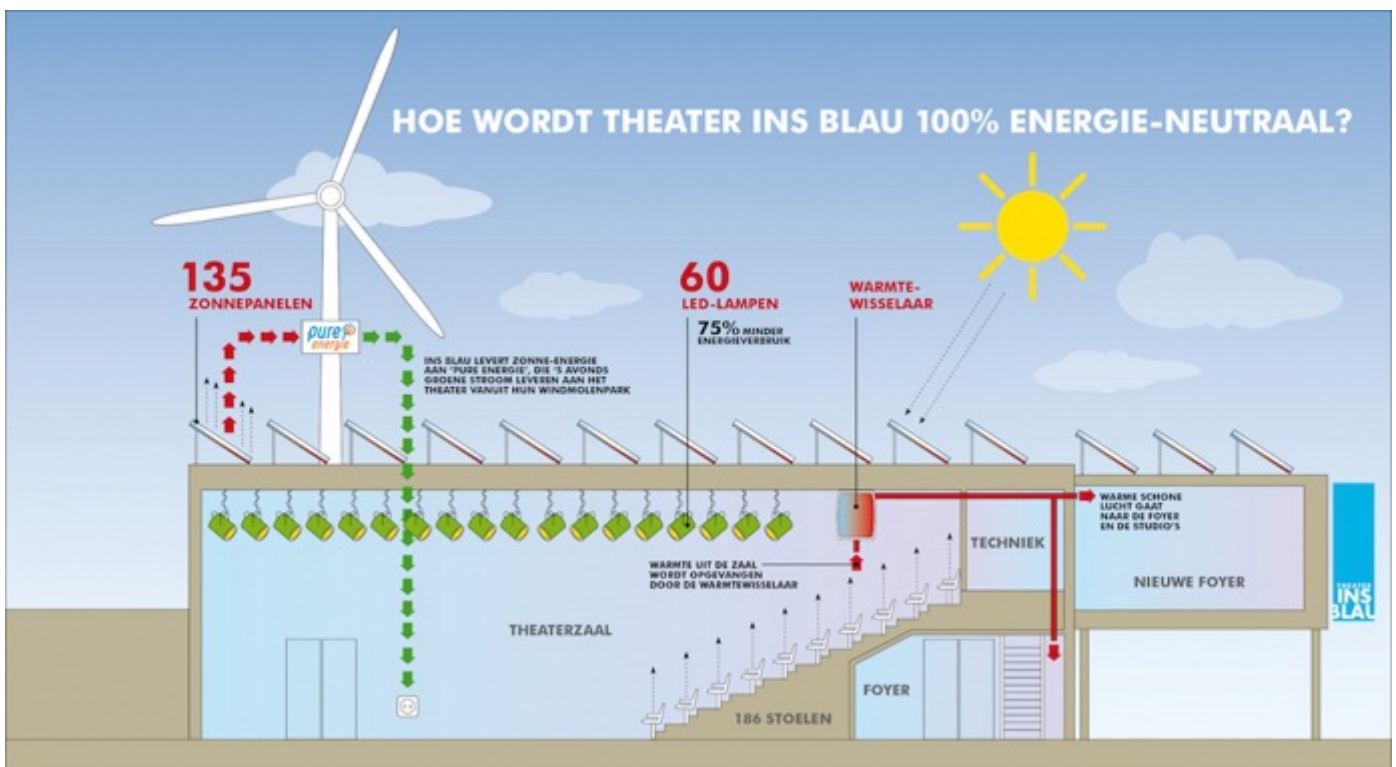 HOE WORDT THEATER INS BLAU 100% ENERGIE-NEUTRAAL?
135
ZONNEPANELEN
pure
energie
INS BLAU LEVERT ZONNE-ENERGIE
AAN 'PURE ENERGIE', DIE 'S AVONDS
GROENE STROOM LEVEREN AAN HET
THEATER VANUIT HUN WINDMOLENPARK
60
LED-LAMPEN
75% MINDER
ENERGIEVERBUIK
WARMTE-
WISSELAAR
WARME SCHONE
LUCHT GAAT
NAAR DE FOYER
EN DE STUDIO'S
TECHNIEK
WARMTE UIT DE ZAAL
WORDT OPGEVANGEN
DOOR DE WARMTEWISSELAAR
NIEUWE FOYER
THEATER
INS
BLAU
THEATERZAAL
FOYER
186 STOELEN